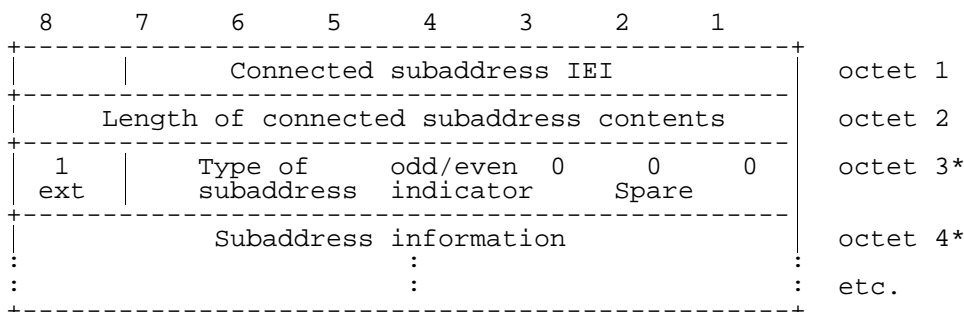 8 7 6 5 4 3 2 1
Connected subaddress IEI octet 1
Length of connected subaddress contents octet 2
1 Type of odd/even 0 0 0 octet 3*
ext subaddress indicator Spare
Subaddress information octet 4*
: : :
: : : etc.